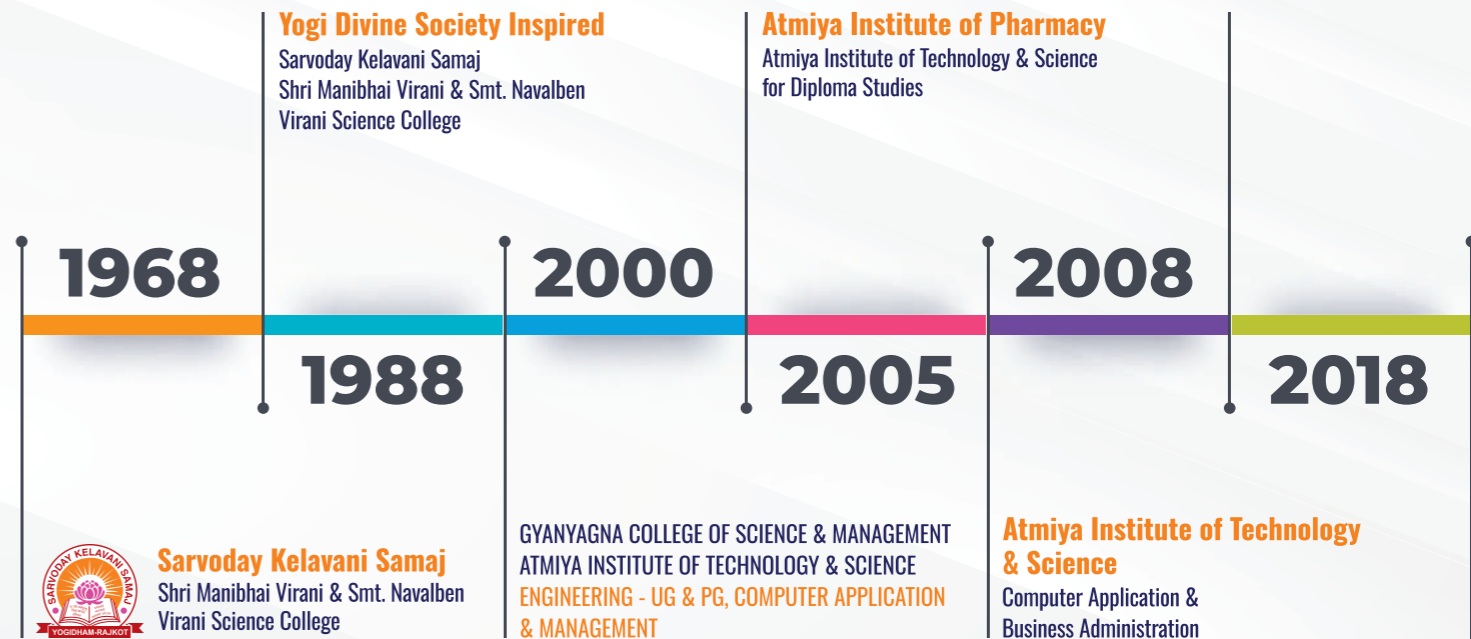 Yogi Divine Society Inspired
Sarvoday Kelavani Samaj
Shri Manibhai Virani & Smt. Navalben
Virani Science College
Atmiya Institute of Pharmacy
Atmiya Institute of Technology & Science
for Diploma Studies
1968
2000
2008
1988
2005
2018
SARVODAY KELAVANI SAMAJ
YOGIDHAM-RAJKOT
Sarvoday Kelavani Samaj
Shri Manibhai Virani & Smt. Navalben
Virani Science College
GYANYAGNA COLLEGE OF SCIENCE & MANAGEMENT
ATMIYA INSTITUTE OF TECHNOLOGY & SCIENCE
ENGINEERING - UG & PG, COMPUTER APPLICATION
& MANAGEMENT
Atmiya Institute of Technology
& Science
Computer Application &
Business Administration